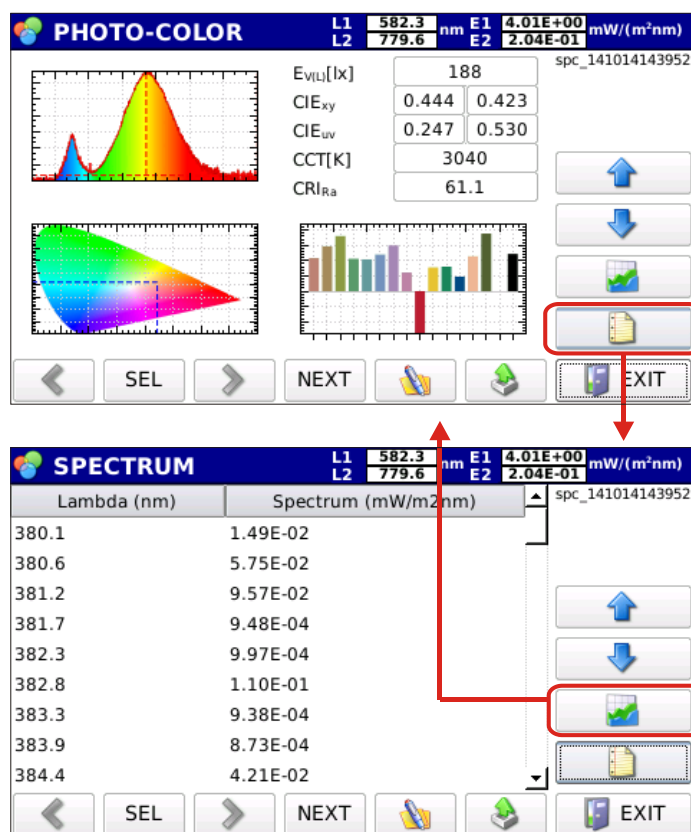 PHOTO-COLOR L1 582.3 nm E1 4.01E+00 mW/(m²nm)
L2 779.6 E2 2.04E-01
spc_141014143952
EV(L)[lx] 188
CIExy 0.444 0.423
CIEuv 0.247 0.530
CCT[K] 3040
CRIRa 61.1
SEL NEXT EXIT
SPECTRUM L1 582.3 nm E1 4.01E+00 mW/(m²nm)
L2 779.6 E2 2.04E-01
Lambda (nm) Spectrum (mW/m2nm) spc_141014143952
380.1 1.49E-02
380.6 5.75E-02
381.2 9.57E-02
381.7 9.48E-04
382.3 9.97E-04
382.8 1.10E-01
383.3 9.38E-04
383.9 8.73E-04
384.4 4.21E-02
SEL NEXT EXIT